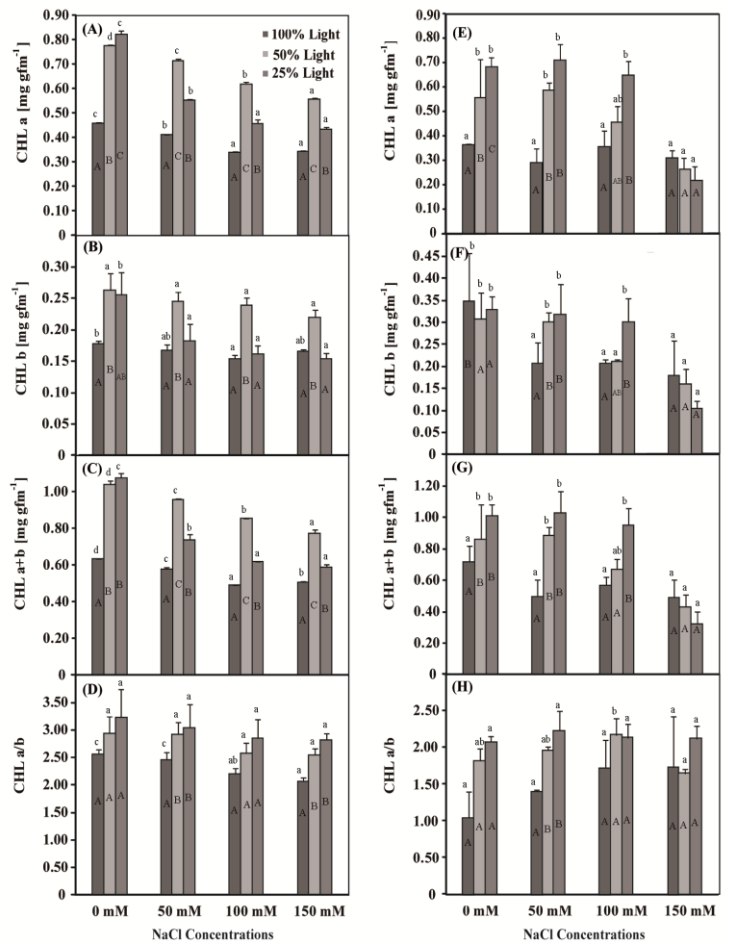 (A)
CHL a [mg gfm-1]
0.90
0.80
0.70
0.60
0.50
0.40
0.30
0.20
0.10
0
100% Light
50% Light
25% Light
c d c
b c b
a b a
a a a
A B C
A C B
A C B
A C B
(B)
CHL b [mg gfm-1]
0.30
0.25
0.20
0.15
0.10
0.05
0.00
b a b
ab a a
a a a
ab a a
A B AB
A B A
A B A
A B A
(C)
CHL a+b [mg gfm-1]
1.00
0.80
0.60
0.40
0.20
0
d d c
c c b
a b a
b a a
A B B
A C B
A C B
A C B
(D)
CHL a/b
3.50
3.00
2.50
2.00
1.50
1.00
0.50
0
c a a
c a a
ab a a
a a a
A A A
A B B
A A A
A B B
0 mM 50 mM 100 mM 150 mM
NaCl Concentrations
(E)
CHL a [mg gfm-1]
0.90
0.80
0.70
0.60
0.50
0.40
0.30
0.20
0.10
0
a b b
a b b
a ab b
a a a
A B C
A B B
A AB B
A A A
(F)
CHL b [mg gfm-1]
0.45
0.40
0.35
0.30
0.25
0.20
0.15
0.10
0.05
0
b b b
a b b
a a b
a a a
B A A
A B B
A AB B
A A A
(G)
CHL a+b [mg gfm-1]
1.20
1.00
0.80
0.60
0.40
0.20
0.00
a b b
a b b
a ab b
a a a
A B B
A B B
A A B
A A A
(H)
CHL a/b
2.50
2.00
1.50
1.00
0.50
0.00
a ab a
a ab a
a b a
a a a
A A A
A B B
A A A
A A A
0 mM 50 mM 100 mM 150 mM
NaCl Concentrations